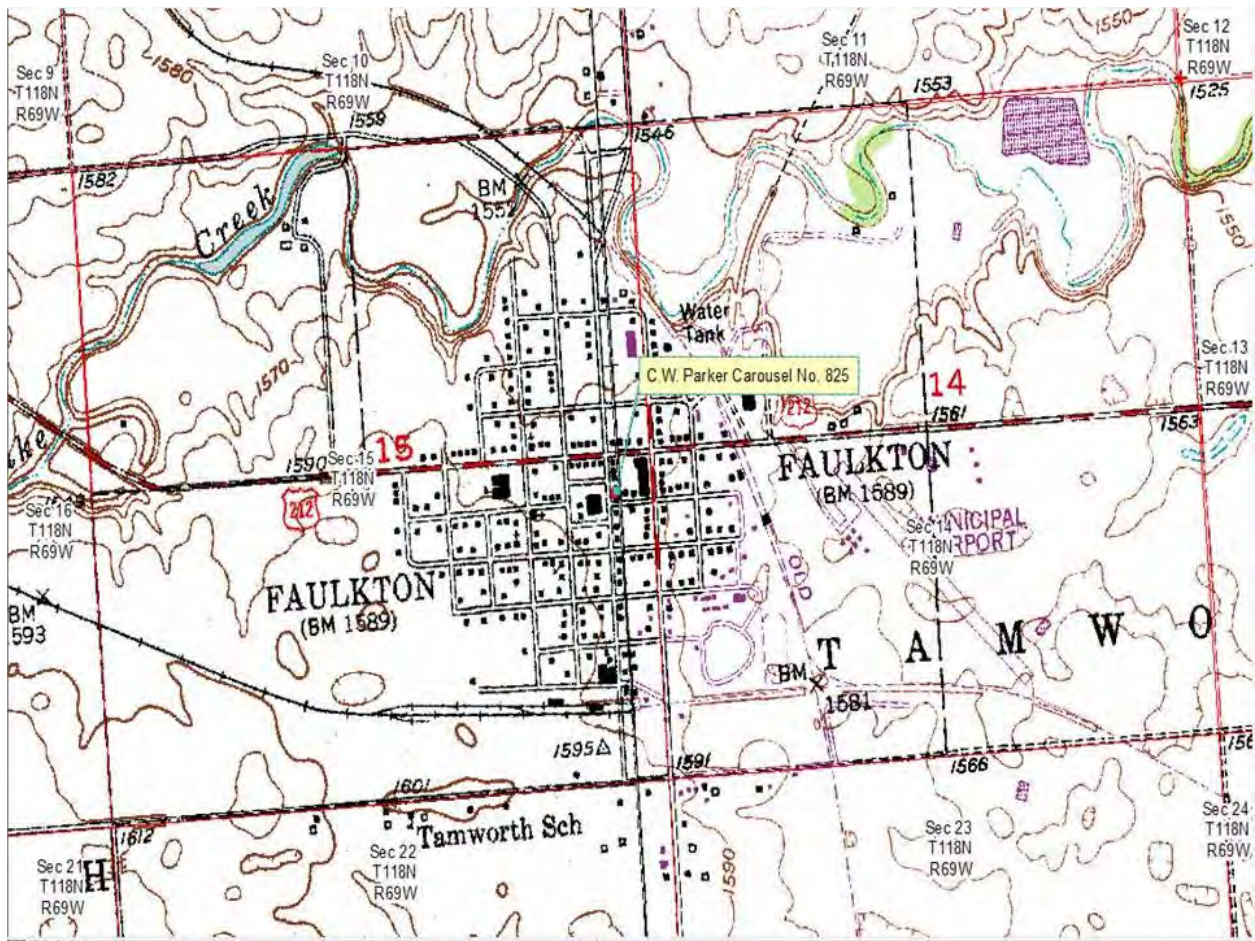 1550
Sec 12
T118N
R69W
Sec 11
T118N
R69W
Sec 10
T118N
R69W
Sec 9
T118N
R69W
1580
1559
1553
1525
1546
1582
BM
1552
Creek
1550
Water
Tank
C.W. Parker Carousel No. 825
Sec 13
T118N
R69W
1570
212
14
1561
1563
15
1590
Sec 15
T118N
R69W
212
FAULKTON
(BM 1589)
Sec 16
T118N
R69W
Sec 14
T118N
R69W
FAULKTON
(BM 1589)
OLD
BM
593
TAMWO
BM
1581
1595
1591
1566
1601
Tamworth Sch
1612
Sec 24
T118N
R69W
Sec 23
T118N
R69W
Sec 22
T118N
R69W
Sec 21
T118N
R69W
H
1590